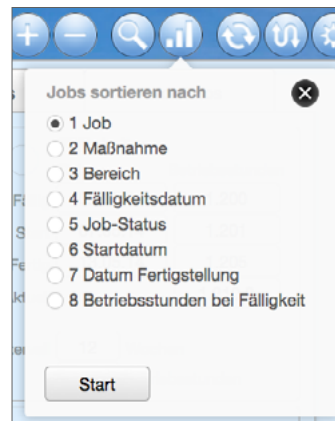 Jobs sortieren nach
1 Job
2 Maßnahme
3 Bereich
4 Fälligkeitsdatum
5 Job-Status
6 Startdatum
7 Datum Fertigstellung
8 Betriebsstunden bei Fälligkeit
Start